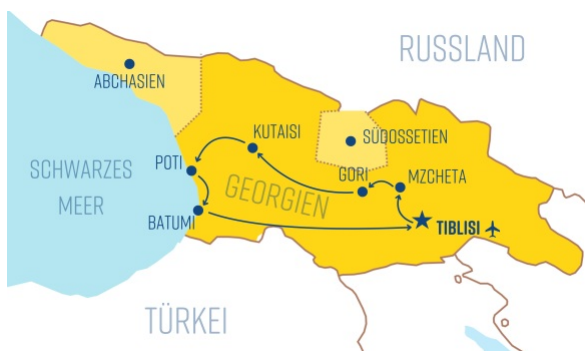 RUSSLAND
ABCHASIEN
KUTAISI
SÜDOSSETIEN
SCHWARZES
MEER
POTI
GORI
MZCHETA
GEORGIEN
BATUMI
TIBLISI
TÜRKEI